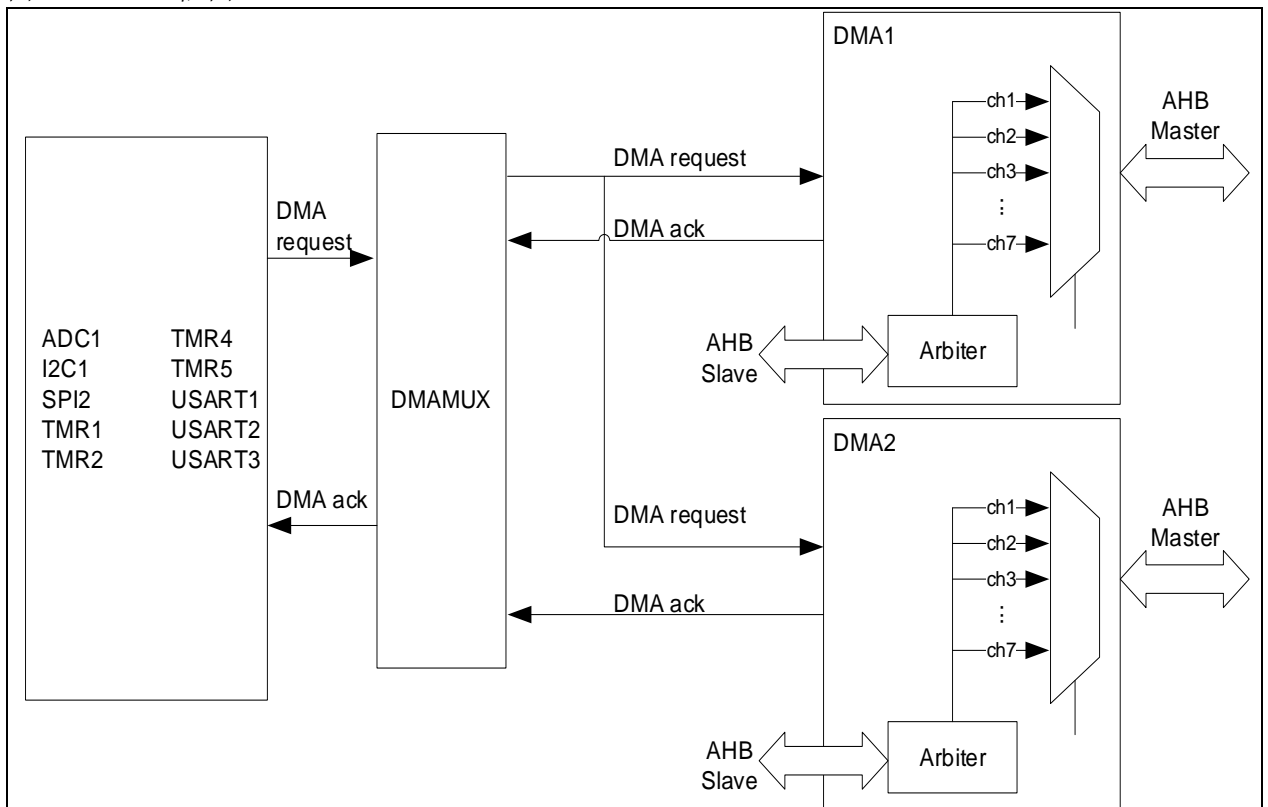 DMA1
ch1
ch2
ch3
⋮
ch7
AHB
Master
Arbiter
AHB
Slave
DMA request
DMA ack
DMA
request
ADC1 TMR4
I2C1 TMR5
SPI2 USART1
TMR1 USART2
TMR2 USART3
DMAMUX
DMA ack
DMA2
DMA request
DMA ack
ch1
ch2
ch3
⋮
ch7
AHB
Master
Arbiter
AHB
Slave